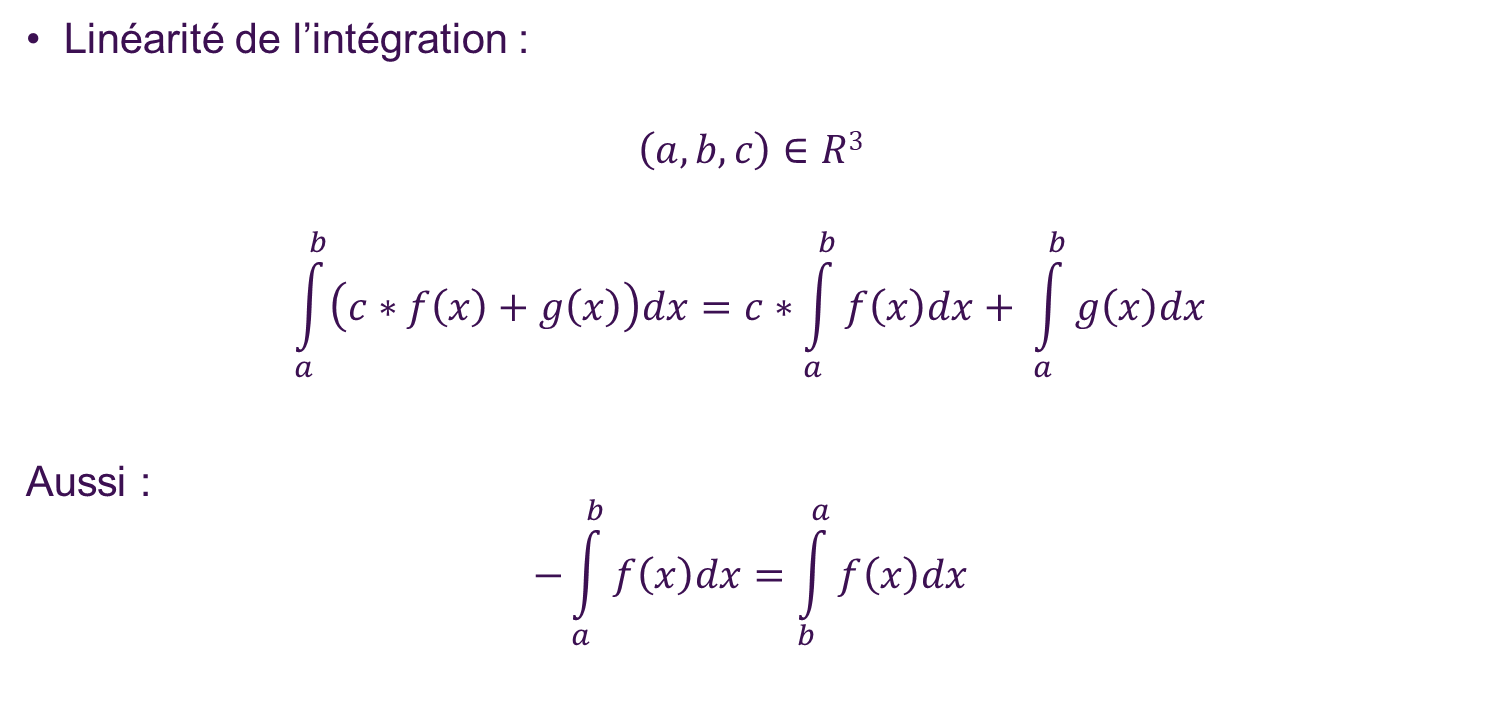 • Linéarité de l’intégration :
(a, b, c) ∈ R³
∫_a^b (c ∗ f(x) + g(x))dx = c ∗ ∫_a^b f(x)dx + ∫_a^b g(x)dx
Aussi :
− ∫_a^b f(x)dx = ∫_b^a f(x)dx